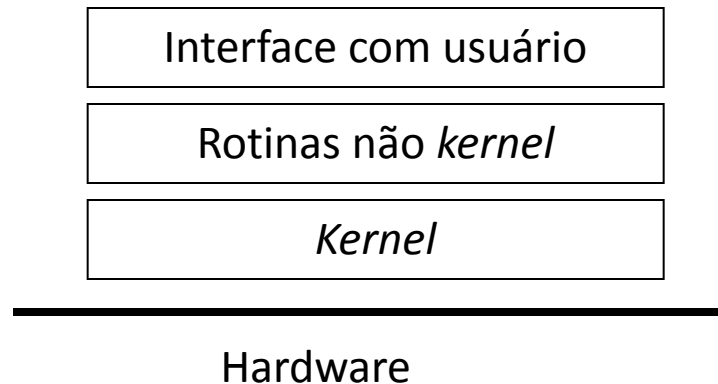 Interface com usuário
Rotinas não kernel
Kernel
Hardware